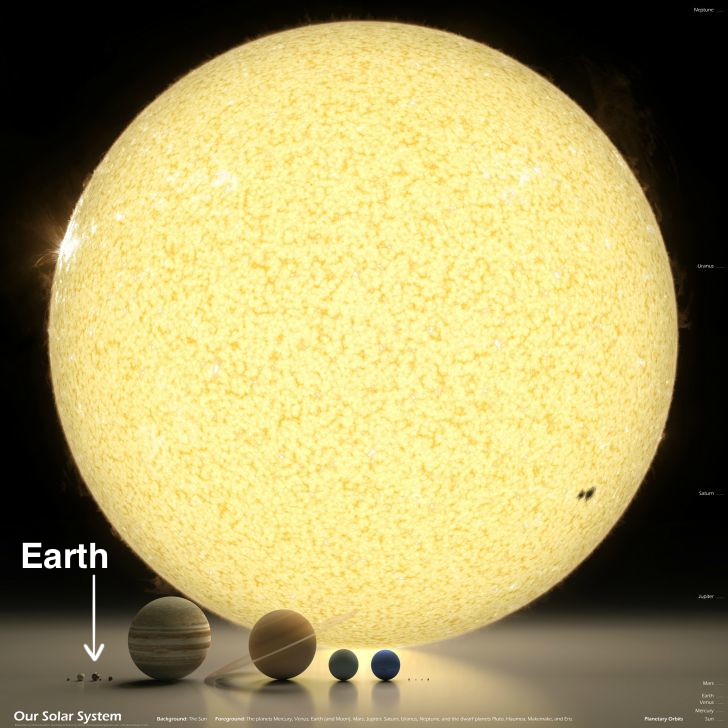 Neptune
Uranus
Saturn
Earth
Jupiter
Mars
Earth
Venus
Mercury
Our Solar System
Background: The Sun Foreground: The planets Mercury, Venus, Earth (and Moon), Mars, Jupiter, Saturn, Uranus, Neptune, and the dwarf planets Pluto, Haumea, Makemake, and Eris
Planetary Orbits
Sun